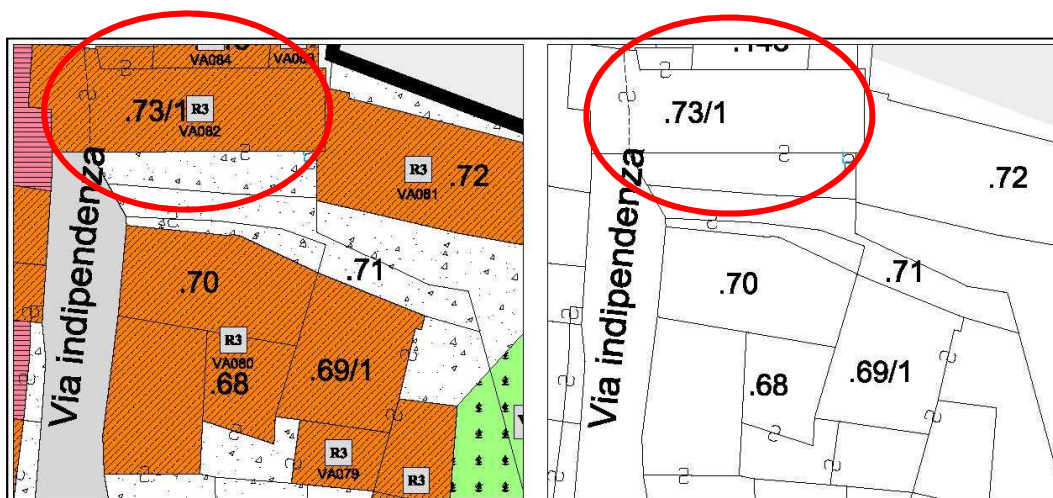 VA084
R3
.73/1
VA082
R3
VA081
.72
Via indipendenza
.70
.71
R3
VA080
.68
.69/1
R3
VA079
R3
.73/1
.72
Via indipendenza
.70
.71
.68
.69/1